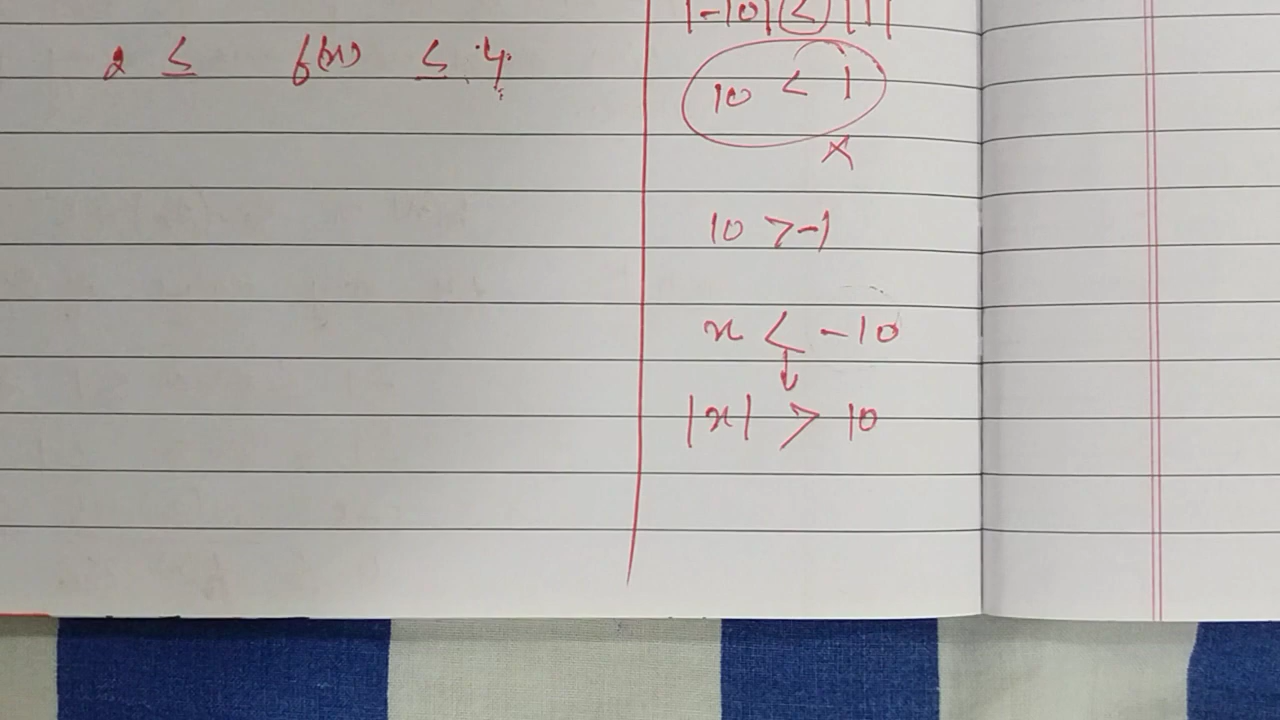 2 ≤ f(x) ≤ 4
|-10| < |1|
10 < 1
×
10 > -1
x < -10
↓
|x| > 10